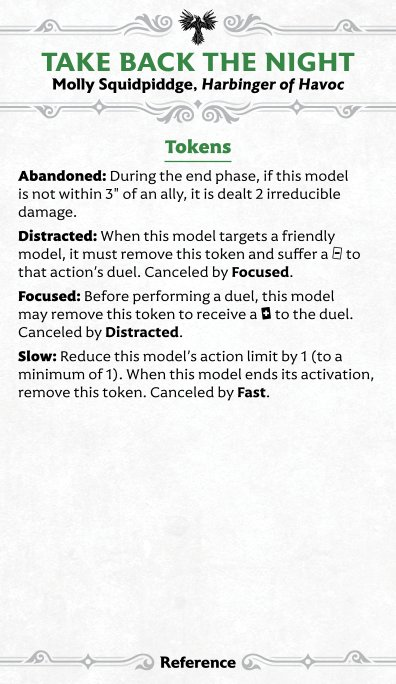 TAKE BACK THE NIGHT
Molly Squidpiddge, Harbinger of Havoc
Tokens
Abandoned: During the end phase, if this model
is not within 3" of an ally, it is dealt 2 irreducible
damage.
Distracted: When this model targets a friendly
model, it must remove this token and suffer a to
that action's duel. Canceled by Focused.
Focused: Before performing a duel, this model
may remove this token to receive a to the duel.
Canceled by Distracted.
Slow: Reduce this model's action limit by 1 (to a
minimum of 1). When this model ends its activation,
remove this token. Canceled by Fast.
Reference